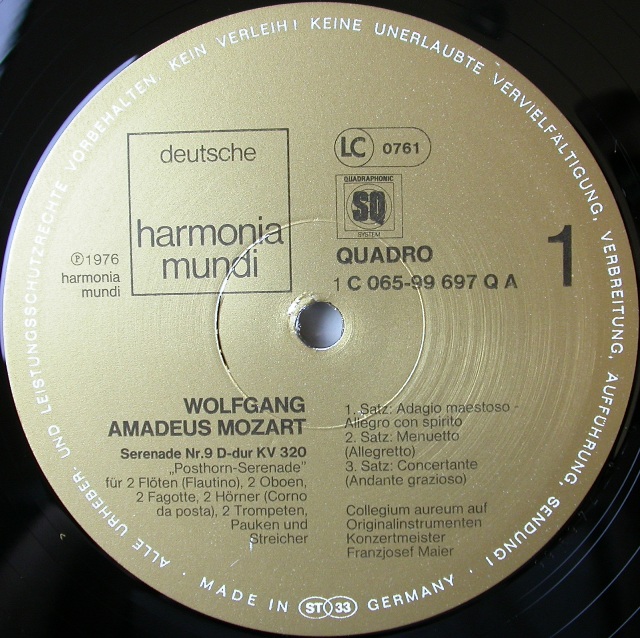 ALLE URHEBER- UND LEISTUNGSSCHUTZRECHTE VORBEHALTEN. KEIN VERLEIH! KEINE UNERLAUBTE VERVIELFÄLTIGUNG, VERBREITUNG, AUFFÜHRUNG, SENDUNG!
deutsche
harmonia
mundi
℗ 1976
harmonia
mundi
LC 0761
QUADRAPHONIC
SQ
SYSTEM
QUADRO
1 C 065-99 697 Q A
1
WOLFGANG
AMADEUS MOZART
Serenade Nr.9 D-dur KV 320
„Posthorn-Serenade"
für 2 Flöten (Flautino), 2 Oboen,
2 Fagotte, 2 Hörner (Corno
da posta), 2 Trompeten,
Pauken und
Streicher
1. Satz: Adagio maestoso -
Allegro con spirito
2. Satz: Menuetto
(Allegretto)
3. Satz: Concertante
(Andante grazioso)
Collegium aureum auf
Originalinstrumenten
Konzertmeister
Franzjosef Maier
· MADE IN ST 33 GERMANY ·